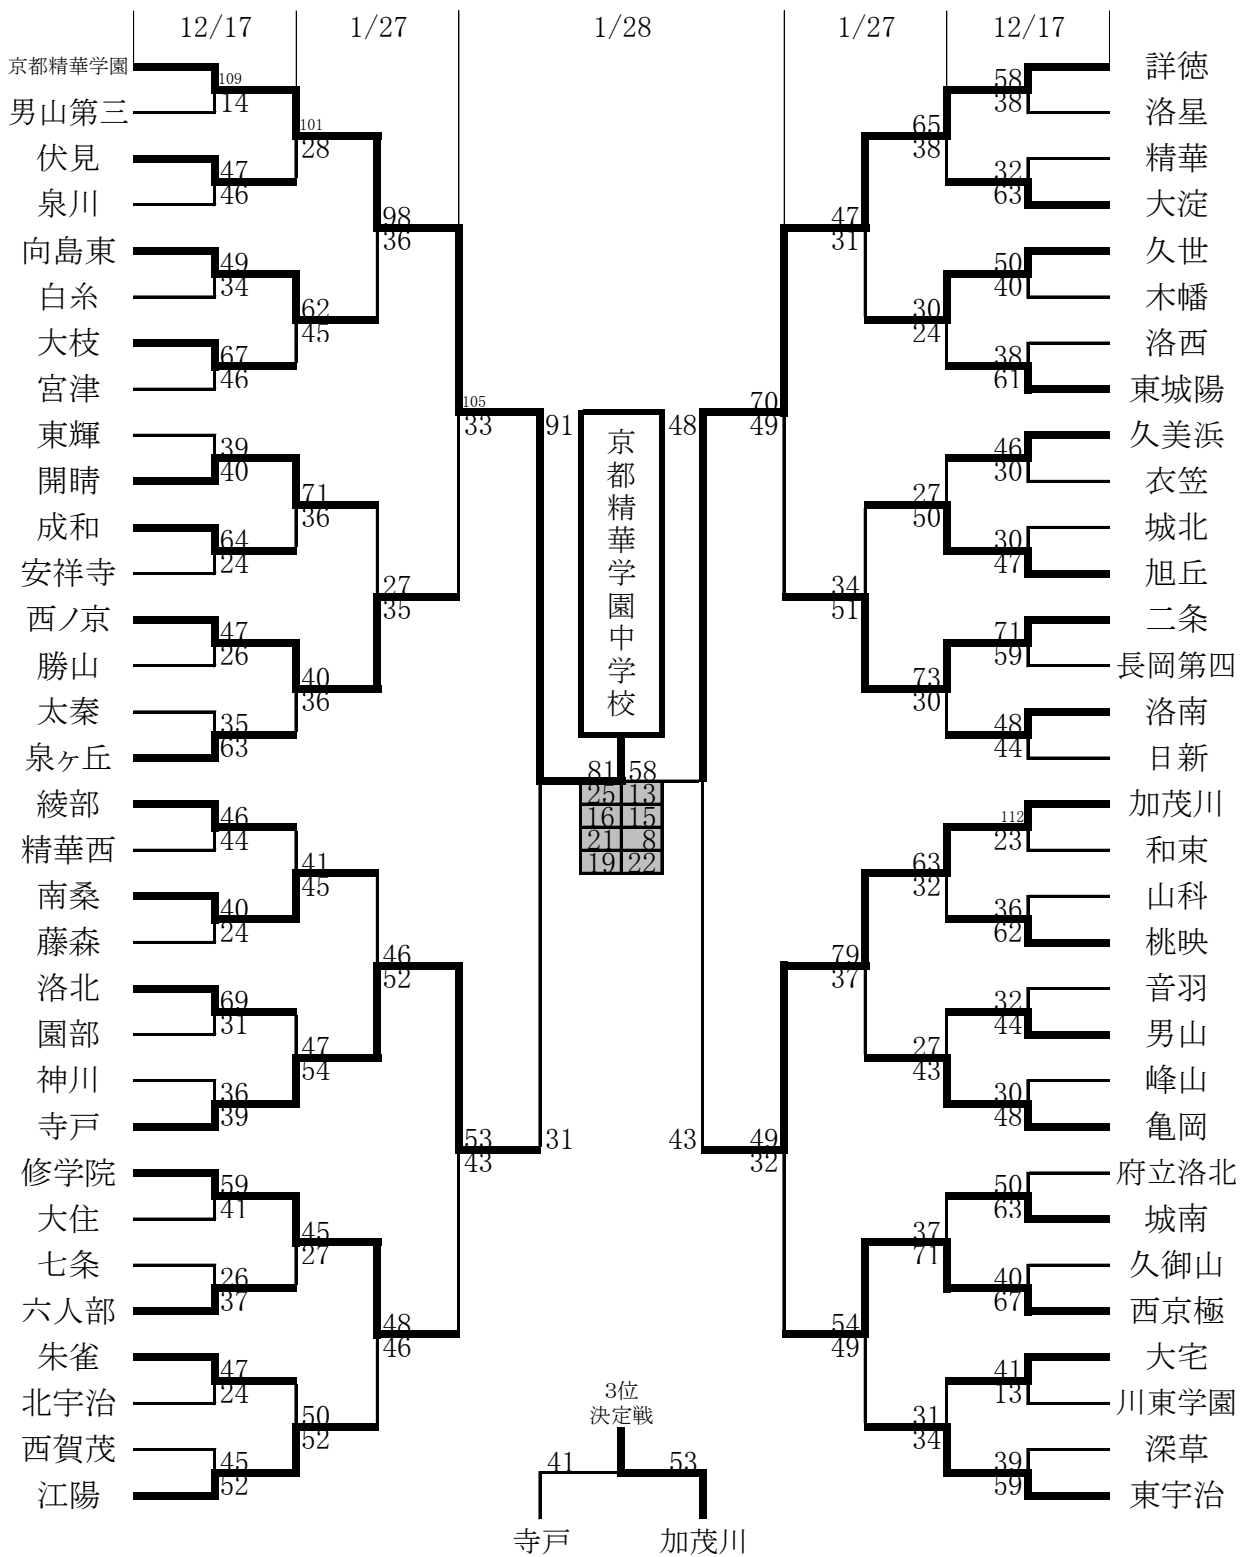 12/17 1/27 1/28 1/27 12/17
京都精華学園
109
14
男山第三
101
28
伏見
47
46
泉川
98
36
向島東
49
34
白糸
62
45
大枝
67
46
宮津
105
33
東輝
39
40
開晴
71
36
成和
64
24
安祥寺
27
35
西ノ京
47
26
勝山
40
36
太秦
35
63
泉ヶ丘
91
綾部
46
44
精華西
41
45
南桑
40
24
藤森
46
52
洛北
69
31
園部
47
54
神川
36
39
寺戸
53
43
31
修学院
59
41
大住
45
27
七条
26
37
六人部
48
46
朱雀
47
24
北宇治
50
52
西賀茂
45
52
江陽
京都精華学園中学校
81 58
25 13
16 15
21 8
19 22
3位
決定戦
41 53
寺戸 加茂川
詳徳
58
38
洛星
65
38
精華
32
63
大淀
47
31
久世
50
40
木幡
30
24
洛西
38
61
東城陽
48
70
49
久美浜
46
30
衣笠
27
50
城北
30
47
旭丘
34
51
二条
71
59
長岡第四
73
30
洛南
48
44
日新
加茂川
112
23
和束
63
32
山科
36
62
桃映
79
37
音羽
32
44
男山
27
43
峰山
30
48
亀岡
43
49
32
府立洛北
50
63
城南
37
71
久御山
40
67
西京極
54
49
大宅
41
13
川東学園
31
34
深草
39
59
東宇治